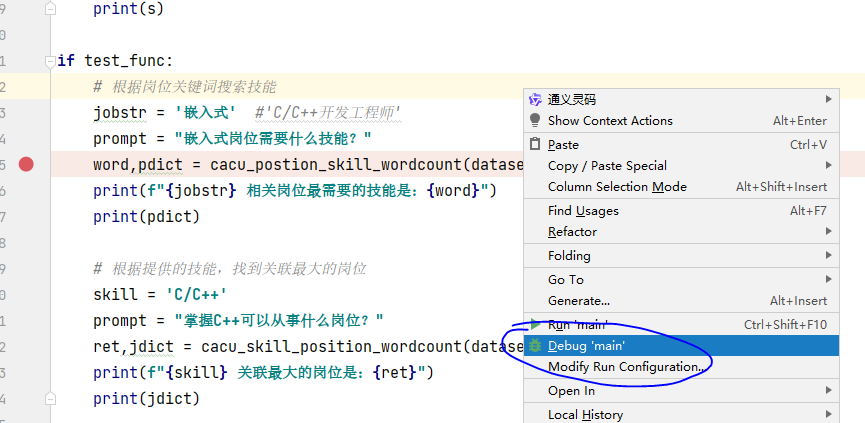 9 print(s)
0
1 if test_func:
2 # 根据岗位关键词搜索技能
3 jobstr = '嵌入式' #'C/C++开发工程师'
4 prompt = "嵌入式岗位需要什么技能？"
5 word,pdict = cacu_postion_skill_wordcount(datase
6 print(f"{jobstr} 相关岗位最需要的技能是：{word}")
7 print(pdict)
8
9 # 根据提供的技能，找到关联最大的岗位
0 skill = 'C/C++'
1 prompt = "掌握C++可以从事什么岗位？"
2 ret,jdict = cacu_skill_position_wordcount(datase
3 print(f"{skill} 关联最大的岗位是：{ret}")
4 print(jdict)
通义灵码
Show Context Actions Alt+Enter
Paste Ctrl+V
Copy / Paste Special
Column Selection Mode Alt+Shift+Insert
Find Usages Alt+F7
Refactor
Folding
Go To
Generate... Alt+Insert
Run 'main' Ctrl+Shift+F10
Debug 'main'
Modify Run Configuration...
Open In
Local History